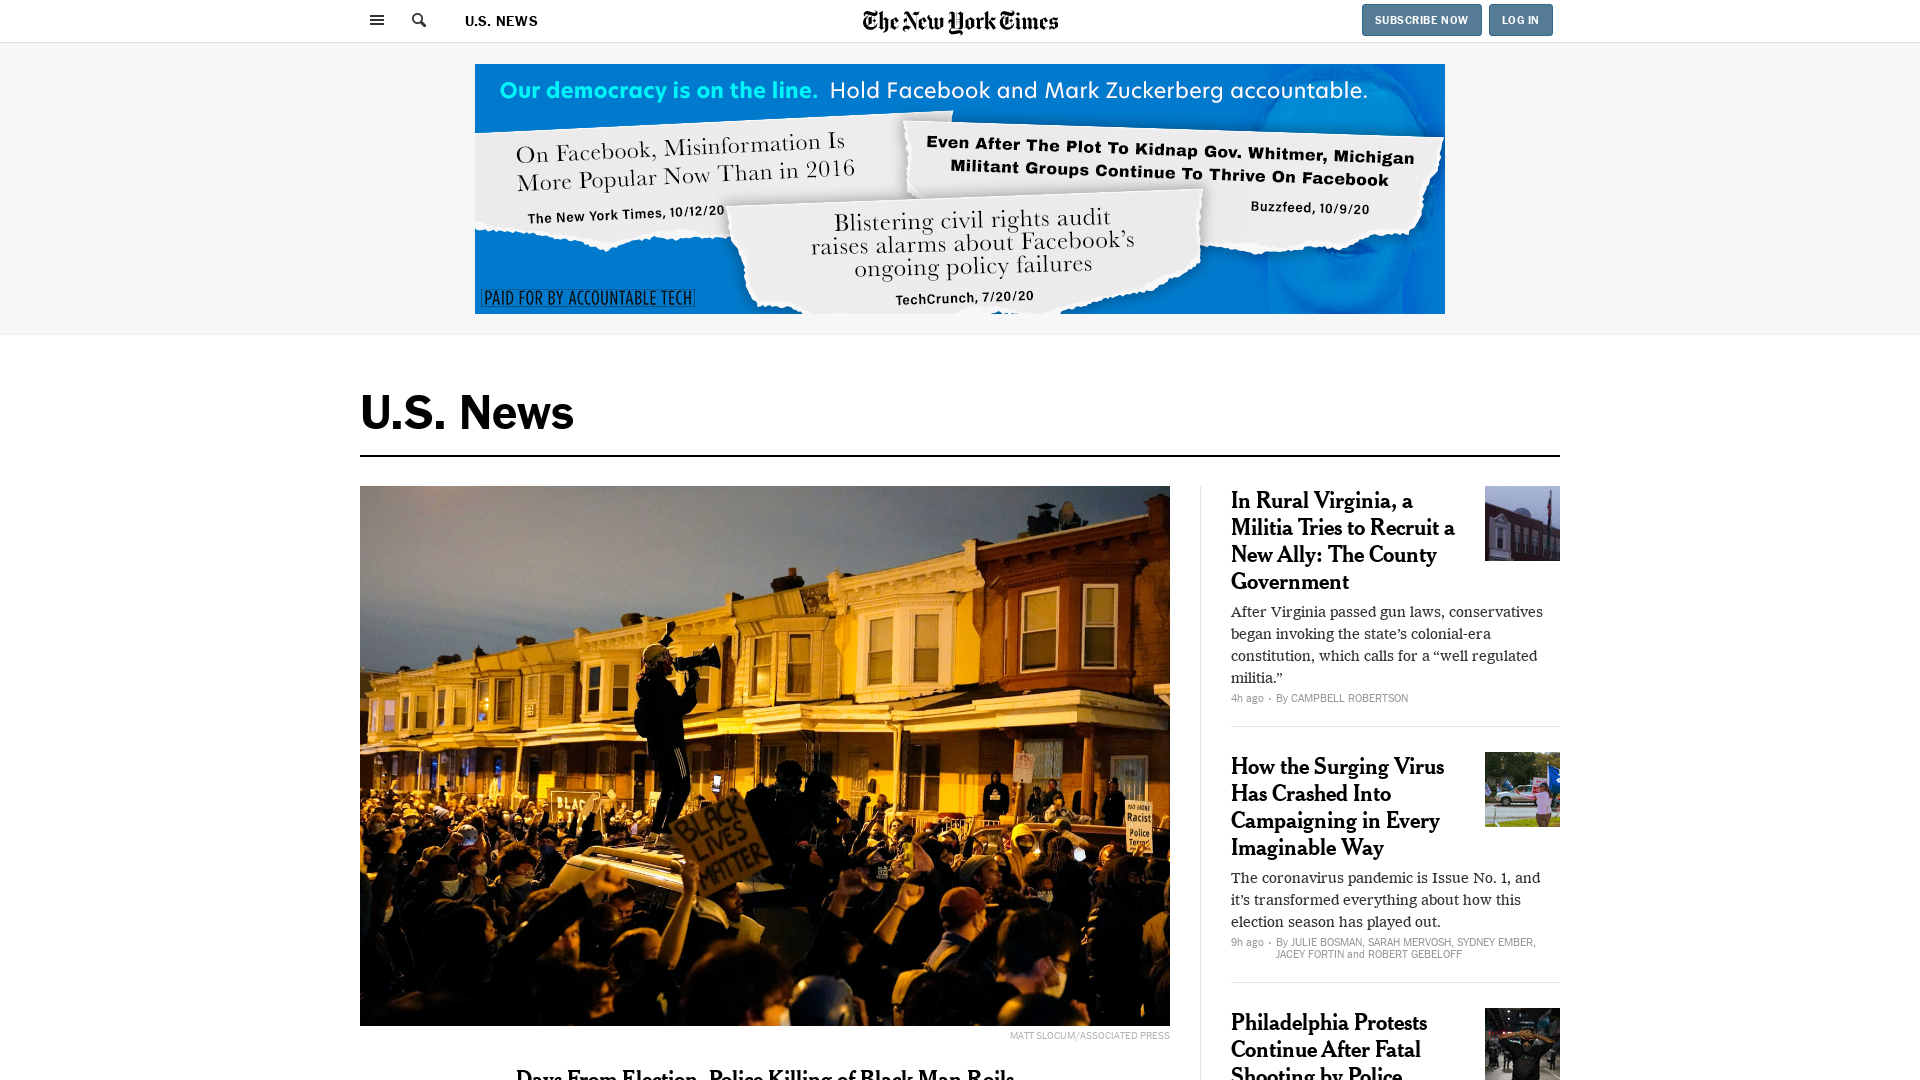 U.S. NEWS
The New York Times
SUBSCRIBE NOW
LOG IN
Our democracy is on the line. Hold Facebook and Mark Zuckerberg accountable.
On Facebook, Misinformation Is
More Popular Now Than in 2016
The New York Times, 10/12/20
Even After The Plot To Kidnap Gov. Whitmer, Michigan
Militant Groups Continue To Thrive On Facebook
Buzzfeed, 10/9/20
Blistering civil rights audit
raises alarms about Facebook's
ongoing policy failures
TechCrunch, 7/20/20
PAID FOR BY ACCOUNTABLE TECH
U.S. News
BLACK
BLACK
LIVES
MATTER
NO MORE
Racist
Police
Terror
MATT SLOCUM/ASSOCIATED PRESS
Days From Election, Police Killing of Black Man Roils
In Rural Virginia, a
Militia Tries to Recruit a
New Ally: The County
Government
After Virginia passed gun laws, conservatives
began invoking the state’s colonial-era
constitution, which calls for a “well regulated
militia.”
4h ago · By CAMPBELL ROBERTSON
How the Surging Virus
Has Crashed Into
Campaigning in Every
Imaginable Way
The coronavirus pandemic is Issue No. 1, and
it’s transformed everything about how this
election season has played out.
9h ago · By JULIE BOSMAN, SARAH MERVOSH, SYDNEY EMBER,
JACEY FORTIN and ROBERT GEBELOFF
Philadelphia Protests
Continue After Fatal
Shooting by Police